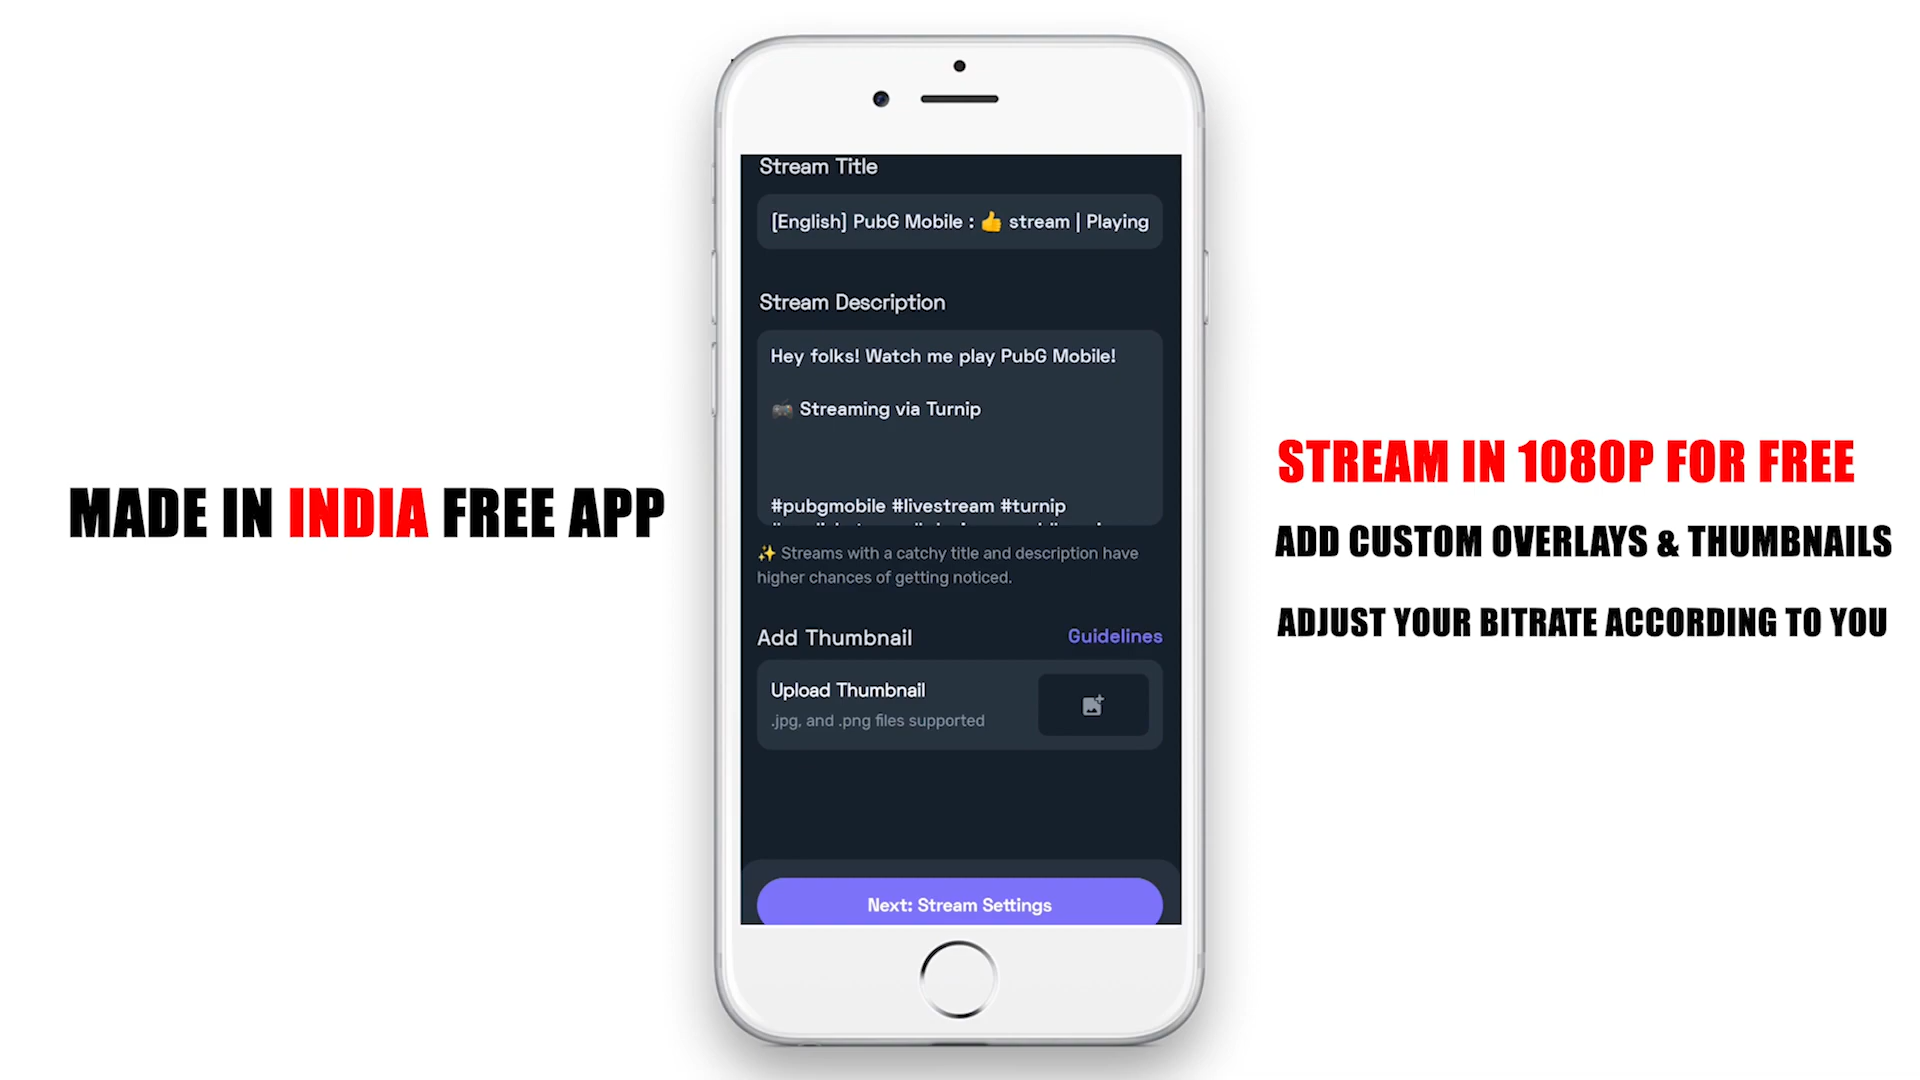 MADE IN INDIA FREE APP
Stream Title
[English] PubG Mobile : 👍 stream | Playing
Stream Description
Hey folks! Watch me play PubG Mobile!
🎮 Streaming via Turnip
#pubgmobile #livestream #turnip
✨ Streams with a catchy title and description have
higher chances of getting noticed.
Add Thumbnail
Guidelines
Upload Thumbnail
.jpg, and .png files supported
Next: Stream Settings
STREAM IN 1080P FOR FREE
ADD CUSTOM OVERLAYS & THUMBNAILS
ADJUST YOUR BITRATE ACCORDING TO YOU